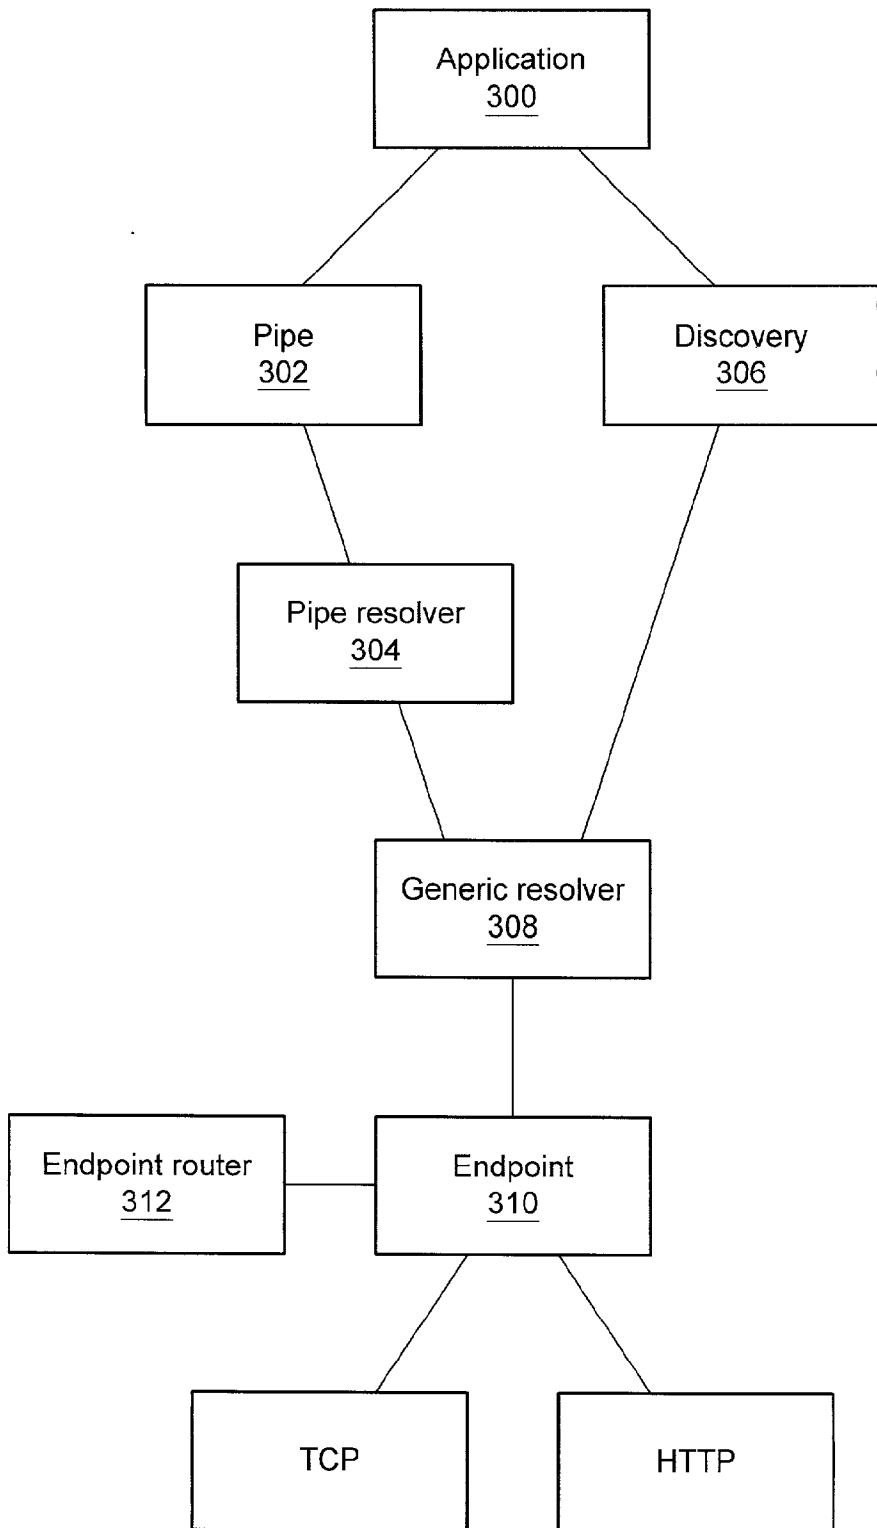 Application
300
Pipe
302
Discovery
306
Pipe resolver
304
Generic resolver
308
Endpoint router
312
Endpoint
310
TCP
HTTP